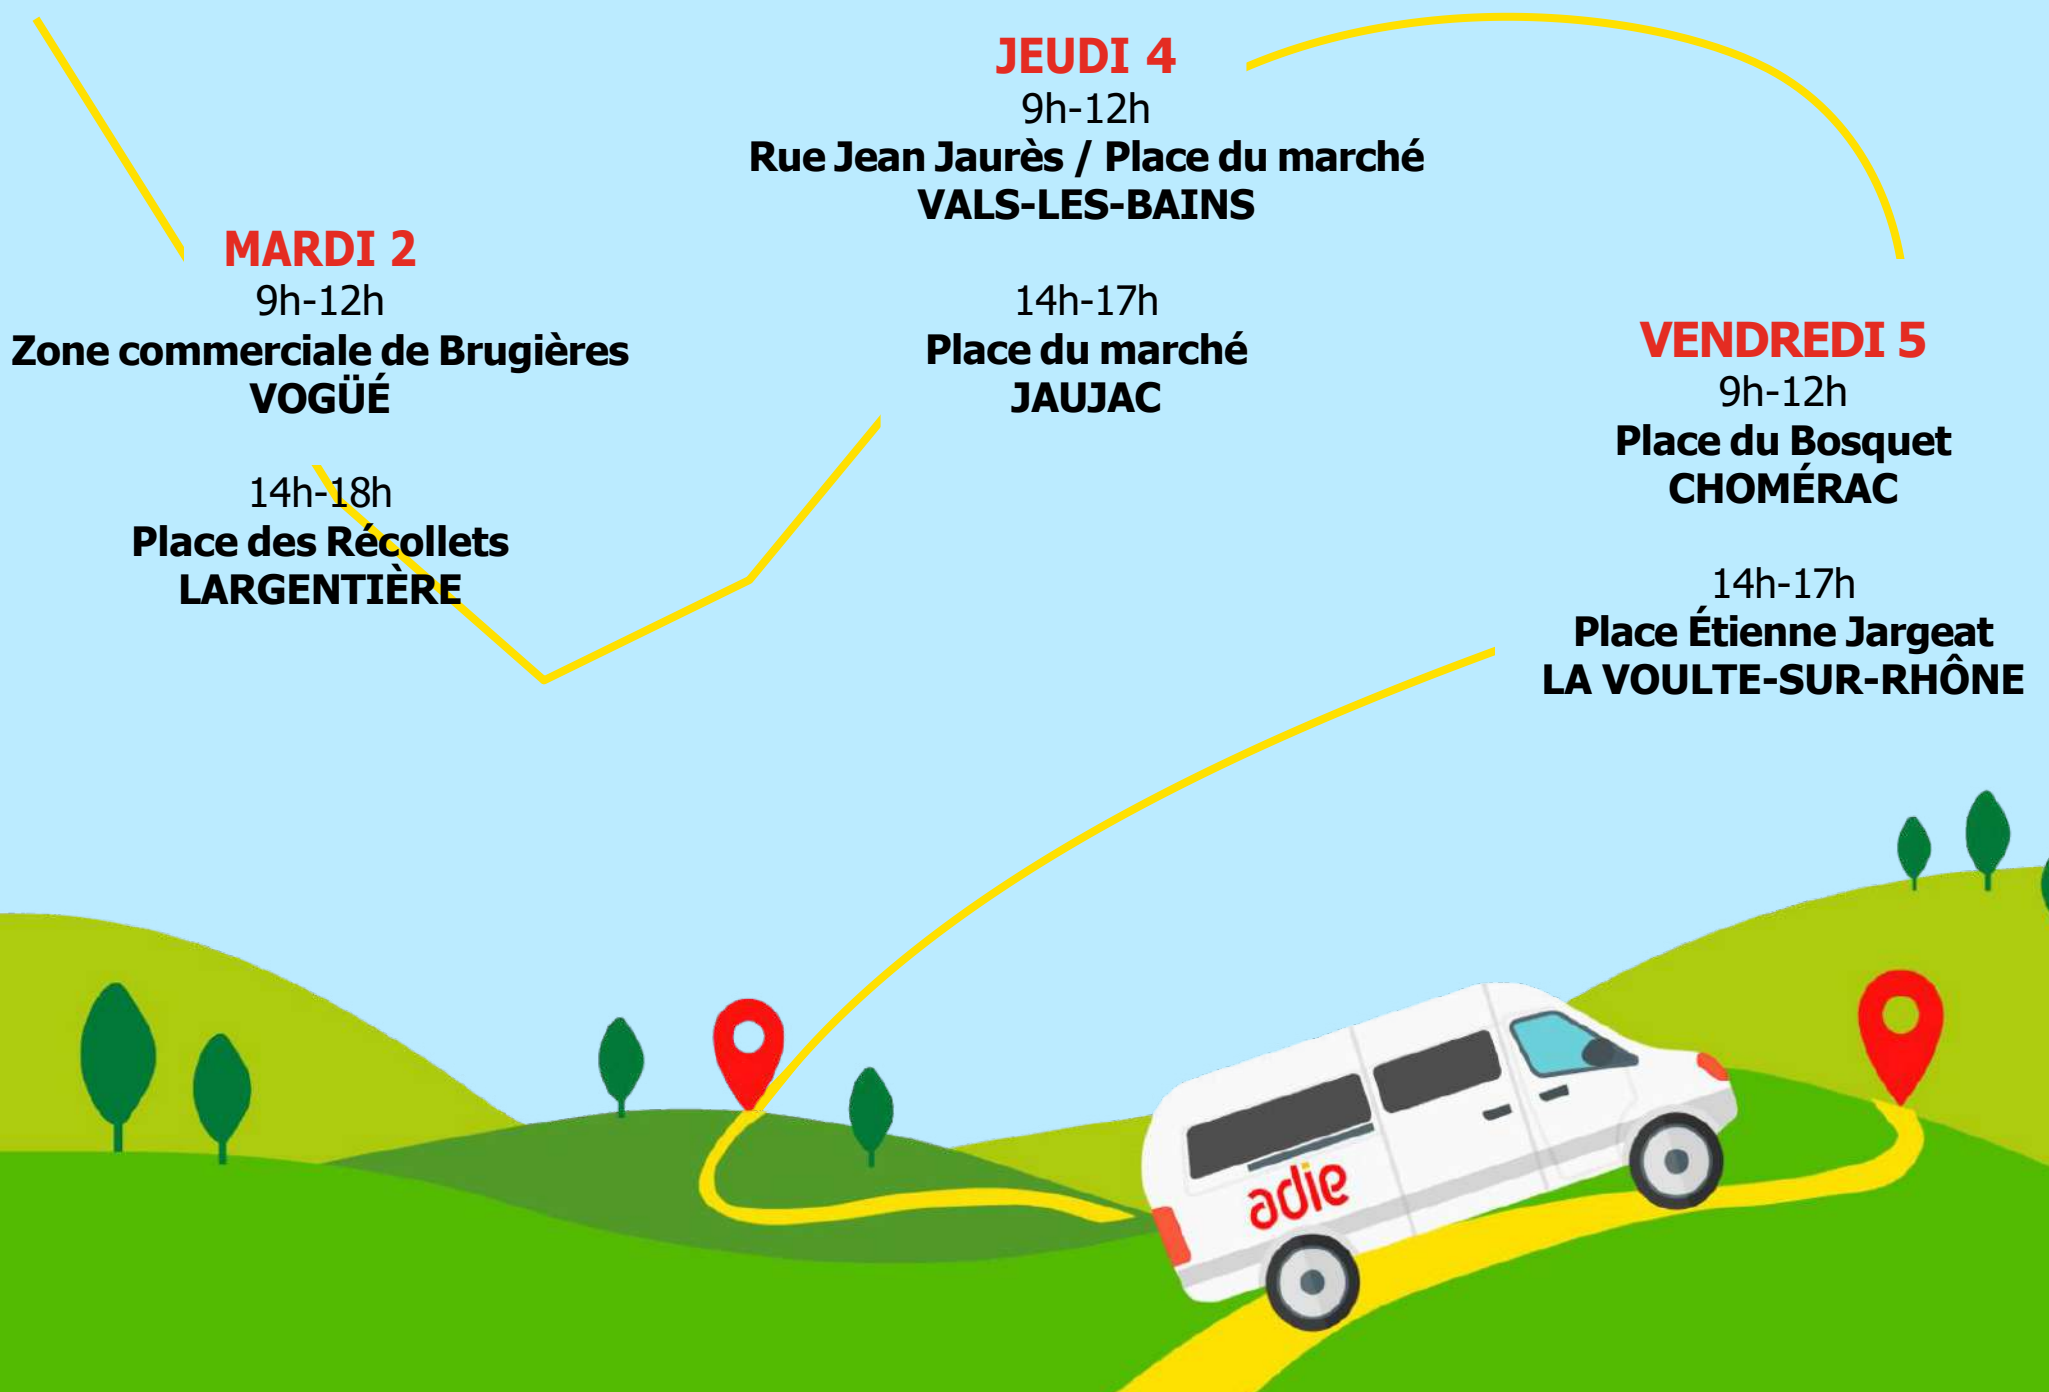 MARDI 2
9h-12h
Zone commerciale de Brugières
VOGÜÉ
14h-18h
Place des Récollets
LARGENTIÈRE
JEUDI 4
9h-12h
Rue Jean Jaurès / Place du marché
VALS-LES-BAINS
14h-17h
Place du marché
JAUJAC
VENDREDI 5
9h-12h
Place du Bosquet
CHOMÉRAC
14h-17h
Place Étienne Jargeat
LA VOULTE-SUR-RHÔNE
adie